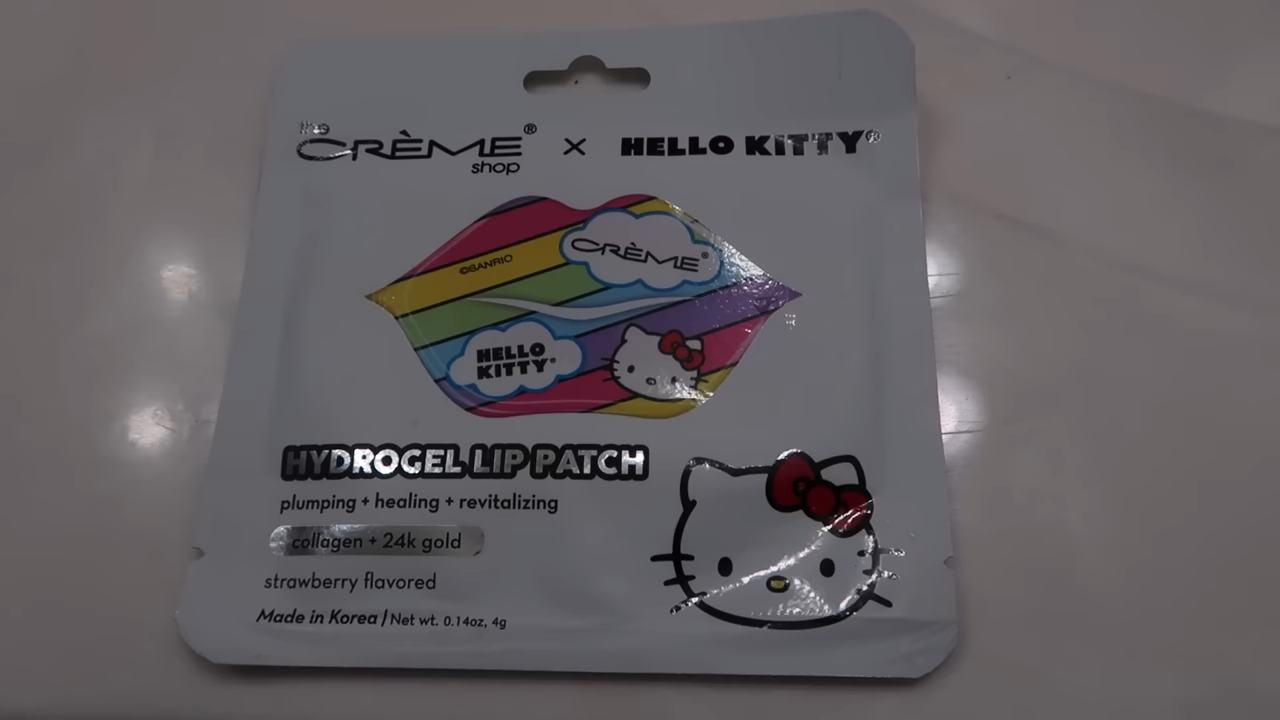 the
CRÈME® x HELLO KITTY®
shop
CRÈME®
©SANRIO
HELLO
KITTY®
HYDROGEL LIP PATCH
plumping + healing + revitalizing
collagen + 24k gold
strawberry flavored
Made in Korea | Net wt. 0.14oz, 4g